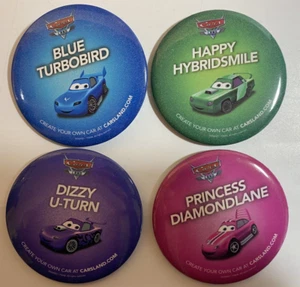 BLUE
TURBOBIRD
CREATE YOUR OWN CAR AT CARSLAND.COM
HAPPY
HYBRIDSMILE
CREATE YOUR OWN CAR AT CARSLAND.COM
DIZZY
U-TURN
CREATE YOUR OWN CAR AT CARSLAND.COM
PRINCESS
DIAMONDLANE
CREATE YOUR OWN CAR AT CARSLAND.COM